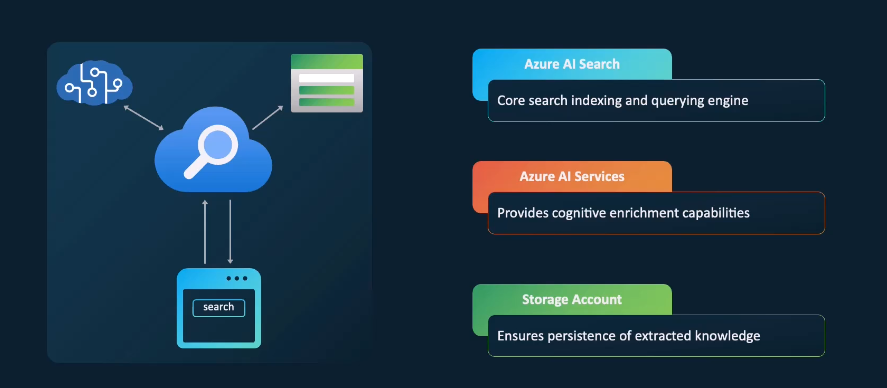 search
Azure AI Search
Core search indexing and querying engine
Azure AI Services
Provides cognitive enrichment capabilities
Storage Account
Ensures persistence of extracted knowledge